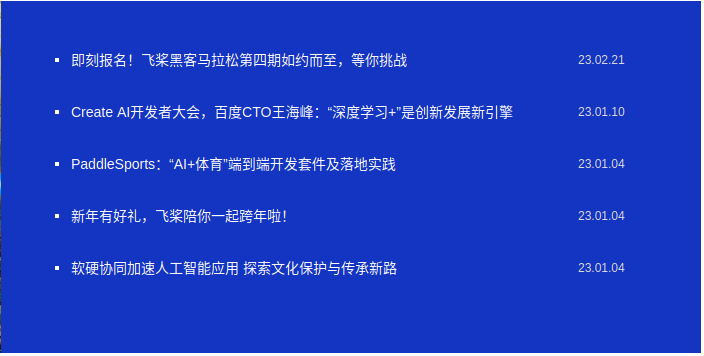 即刻报名！飞桨黑客马拉松第四期如约而至，等你挑战 23.02.21
Create AI开发者大会，百度CTO王海峰：“深度学习+”是创新发展新引擎 23.01.10
PaddleSports：“AI+体育”端到端开发套件及落地实践 23.01.04
新年有好礼，飞桨陪你一起跨年啦！ 23.01.04
软硬协同加速人工智能应用 探索文化保护与传承新路 23.01.04